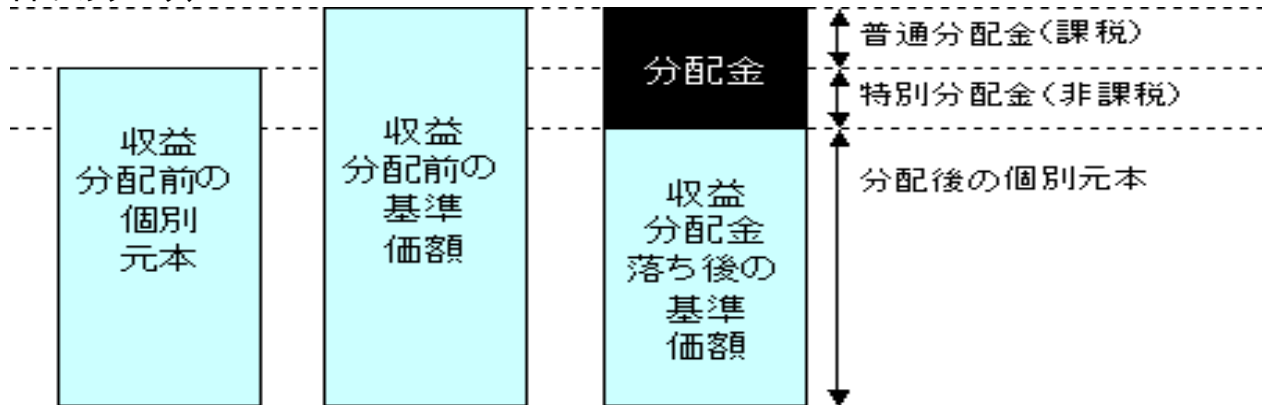 収益
分配前の
個別
元本
収益
分配前の
基準
価額
分配金
収益
分配金
落ち後の
基準
価額
普通分配金(課税)
特別分配金(非課税)
分配後の個別元本